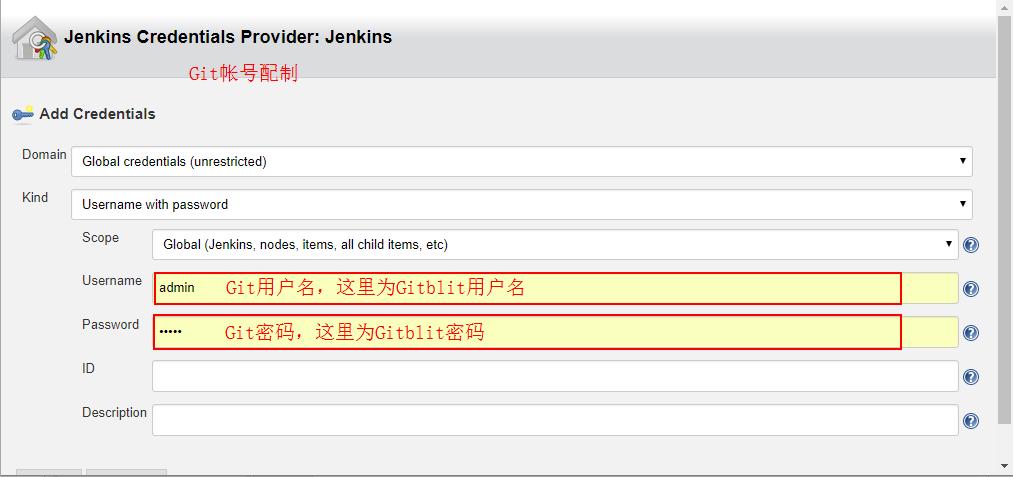 Jenkins Credentials Provider: Jenkins
Git帐号配制
Add Credentials
Domain Global credentials (unrestricted)
Kind Username with password
Scope Global (Jenkins, nodes, items, all child items, etc)
Username admin Git用户名，这里为Gitblit用户名
Password ••••• Git密码，这里为Gitblit密码
ID
Description